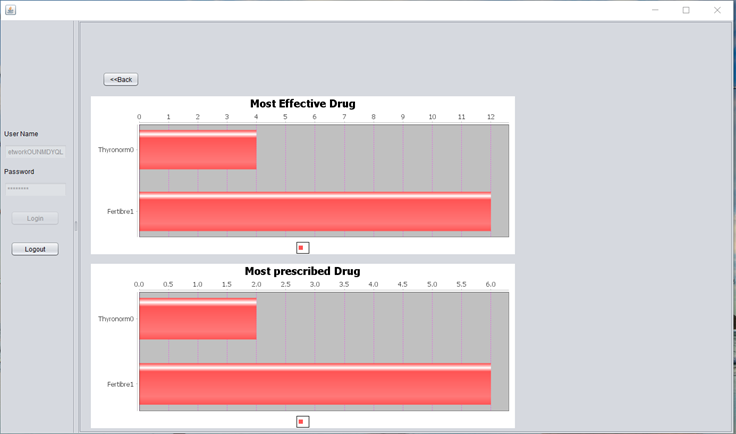 <<Back
User Name
etworkOUNMDYQL
Password
********
Login
Logout
Most Effective Drug
0 1 2 3 4 5 6 7 8 9 10 11 12
Thyronorm0
Fertibre1
Most prescribed Drug
0.0 0.5 1.0 1.5 2.0 2.5 3.0 3.5 4.0 4.5 5.0 5.5 6.0
Thyronorm0
Fertibre1